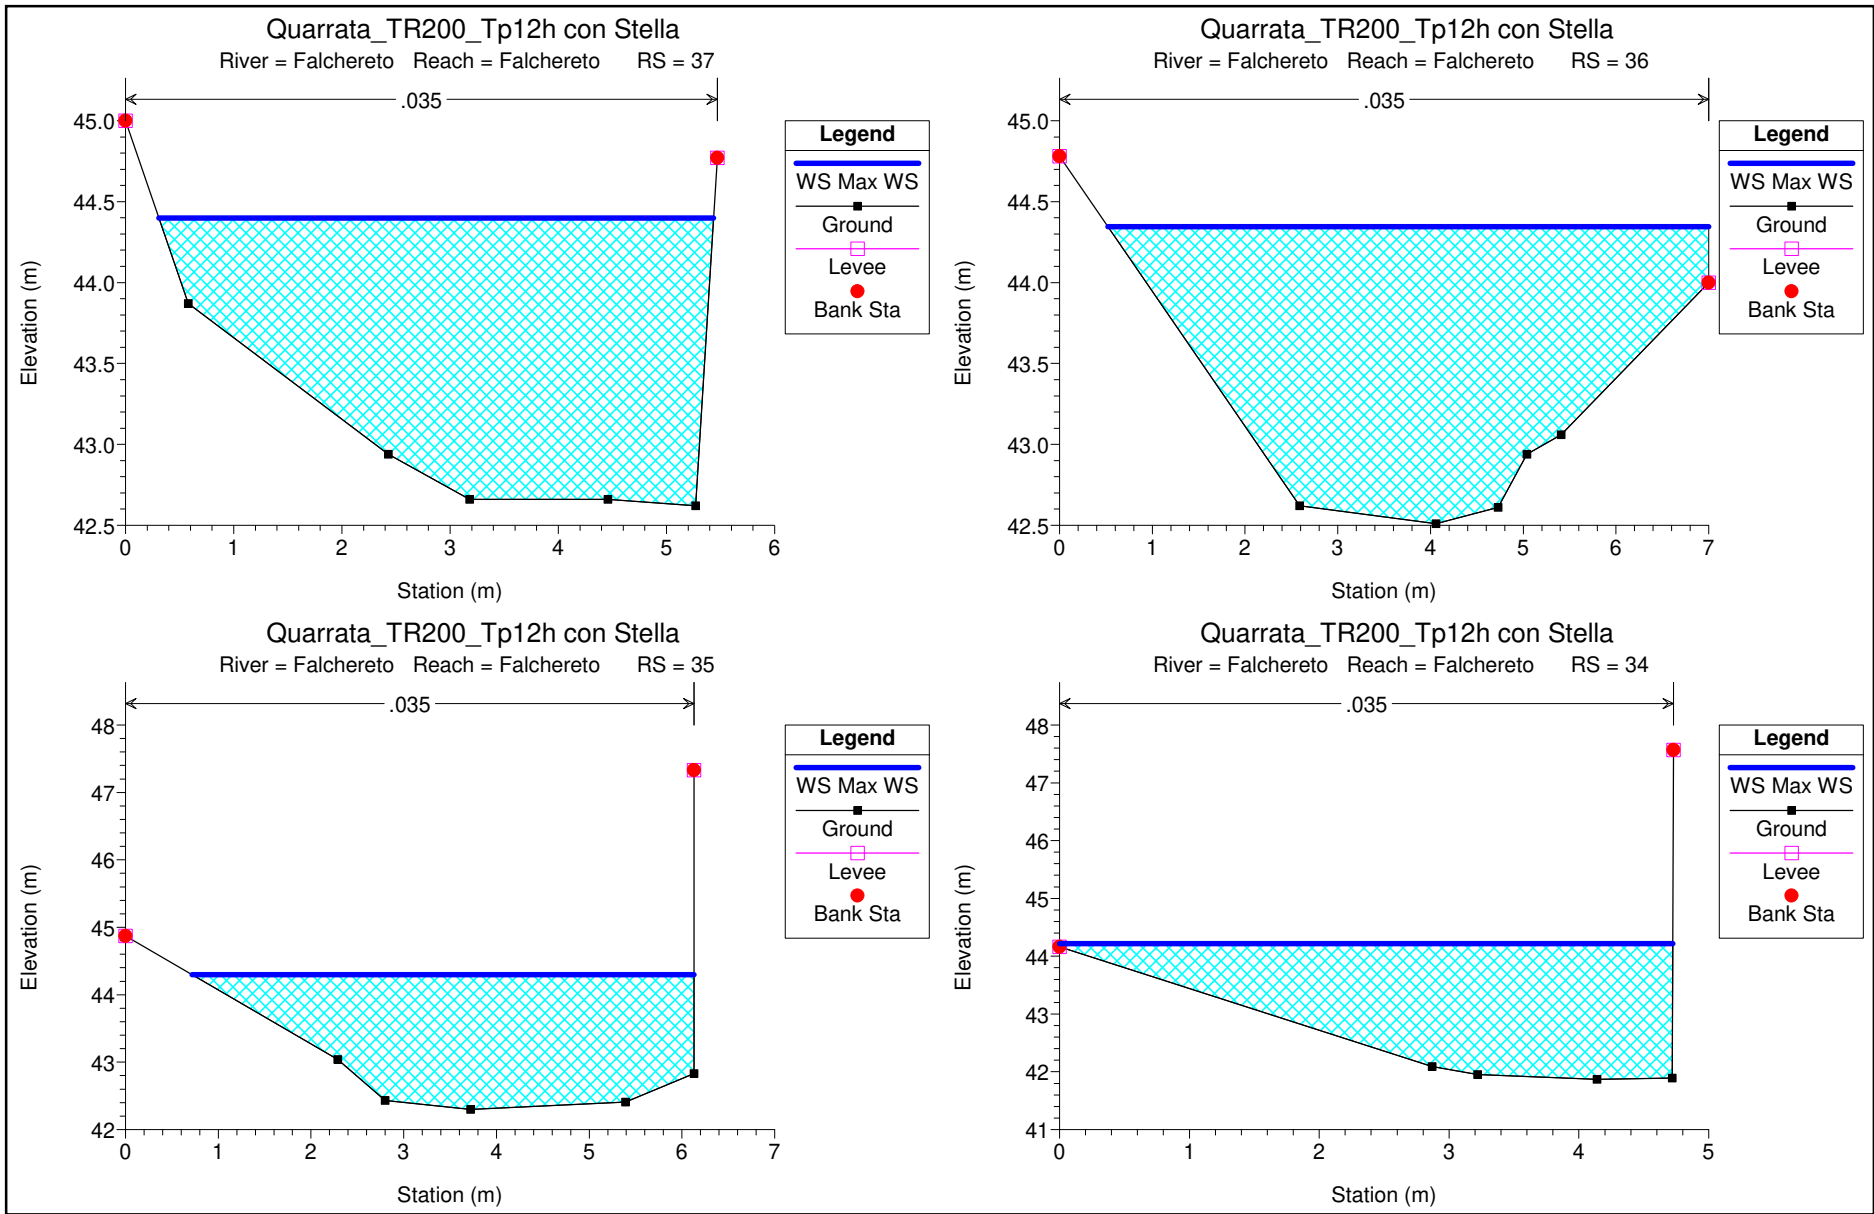 Quarrata_TR200_Tp12h con Stella
River = Falchereto Reach = Falchereto RS = 37
.035
45.0
44.5
44.0
43.5
43.0
42.5
Elevation (m)
0 1 2 3 4 5 6
Station (m)
Legend
WS Max WS
Ground
Levee
Bank Sta
Quarrata_TR200_Tp12h con Stella
River = Falchereto Reach = Falchereto RS = 36
.035
45.0
44.5
44.0
43.5
43.0
42.5
Elevation (m)
0 1 2 3 4 5 6 7
Station (m)
Legend
WS Max WS
Ground
Levee
Bank Sta
Quarrata_TR200_Tp12h con Stella
River = Falchereto Reach = Falchereto RS = 35
.035
48
47
46
45
44
43
42
Elevation (m)
0 1 2 3 4 5 6 7
Station (m)
Legend
WS Max WS
Ground
Levee
Bank Sta
Quarrata_TR200_Tp12h con Stella
River = Falchereto Reach = Falchereto RS = 34
.035
48
47
46
45
44
43
42
41
Elevation (m)
0 1 2 3 4 5
Station (m)
Legend
WS Max WS
Ground
Levee
Bank Sta